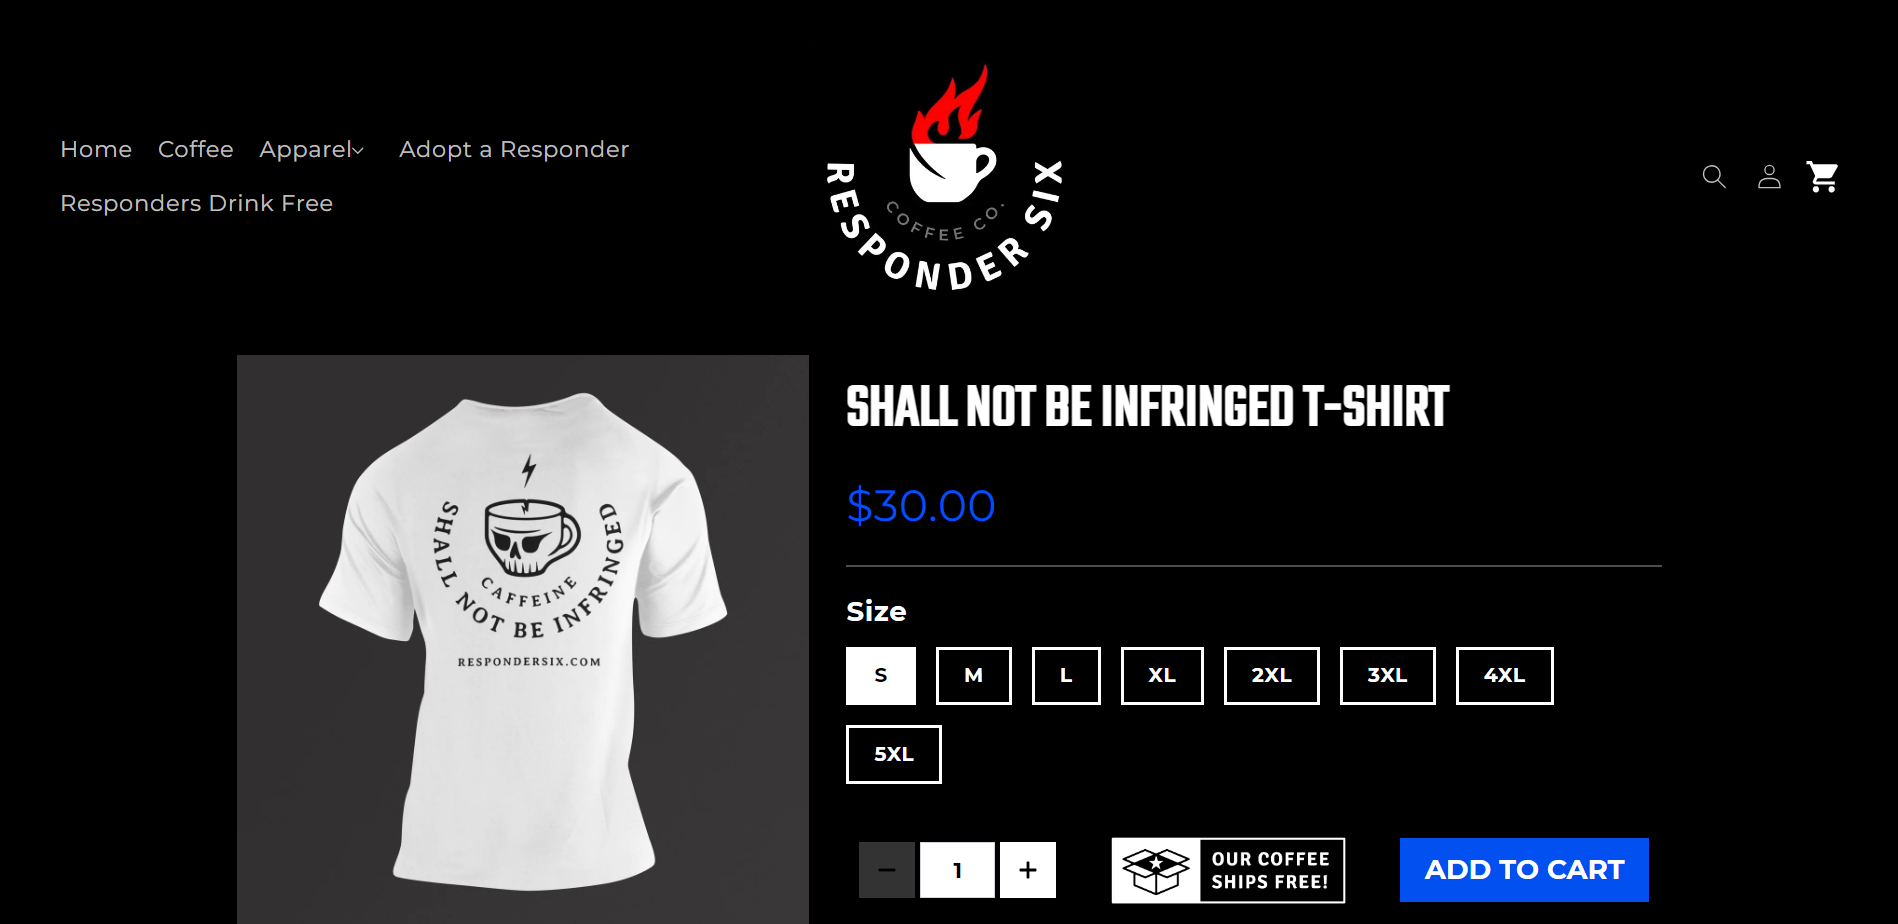 Home Coffee Apparel Adopt a Responder
Responders Drink Free
COFFEE CO.
RESPONDER SIX
CAFFEINE
SHALL NOT BE INFRINGED
RESPONDERSIX.COM
SHALL NOT BE INFRINGED T-SHIRT
$30.00
Size
S M L XL 2XL 3XL 4XL
5XL
− 1 +
OUR COFFEE
SHIPS FREE!
ADD TO CART